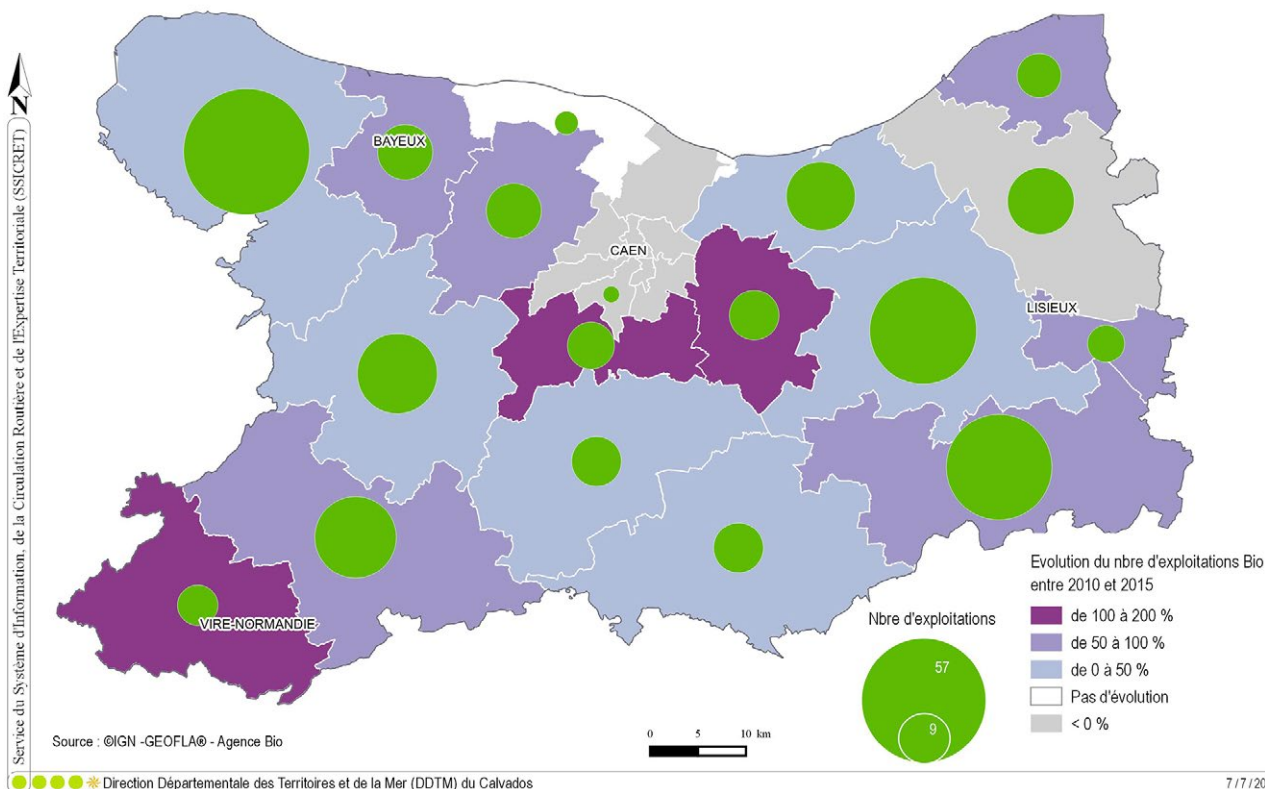 N
Service du Système d'Information, de la Circulation Routière et de l'Expertise Territoriale (SSICRET)
BAYEUX
CAEN
LISIEUX
VIRE-NORMANDIE
Evolution du nbre d'exploitations Bio
entre 2010 et 2015
de 100 à 200 %
de 50 à 100 %
de 0 à 50 %
Pas d'évolution
< 0 %
Nbre d'exploitations
57
9
0 5 10 km
Source : ©IGN -GEOFLA® - Agence Bio
Direction Départementale des Territoires et de la Mer (DDTM) du Calvados
7/7/20